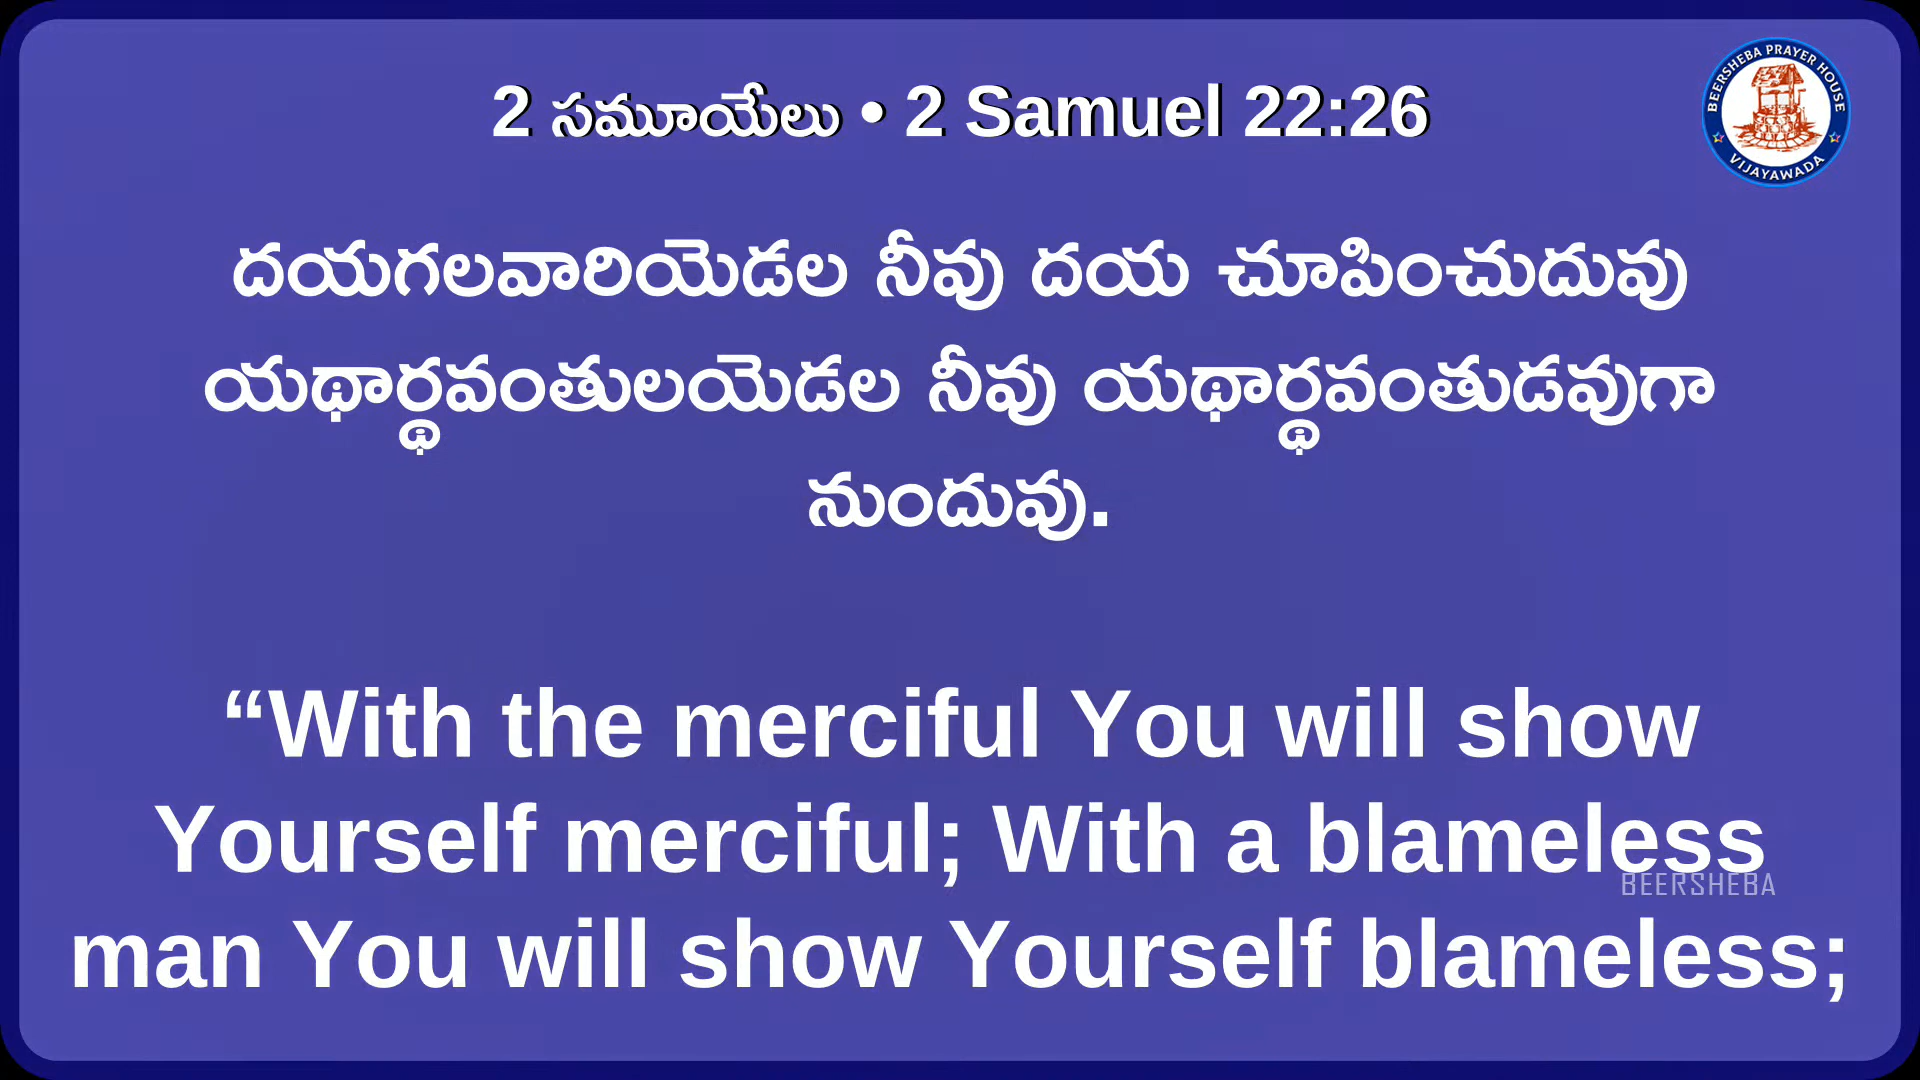 2 సమూయేలు • 2 Samuel 22:26
BEERSHEBA PRAYER HOUSE
VIJAYAWADA
దయగలవారియెడల నీవు దయ చూపించుదువు
యథార్థవంతులయెడల నీవు యథార్థవంతుడవుగా
నుందువు.
“With the merciful You will show
Yourself merciful; With a blameless
BEERSHEBA
man You will show Yourself blameless;